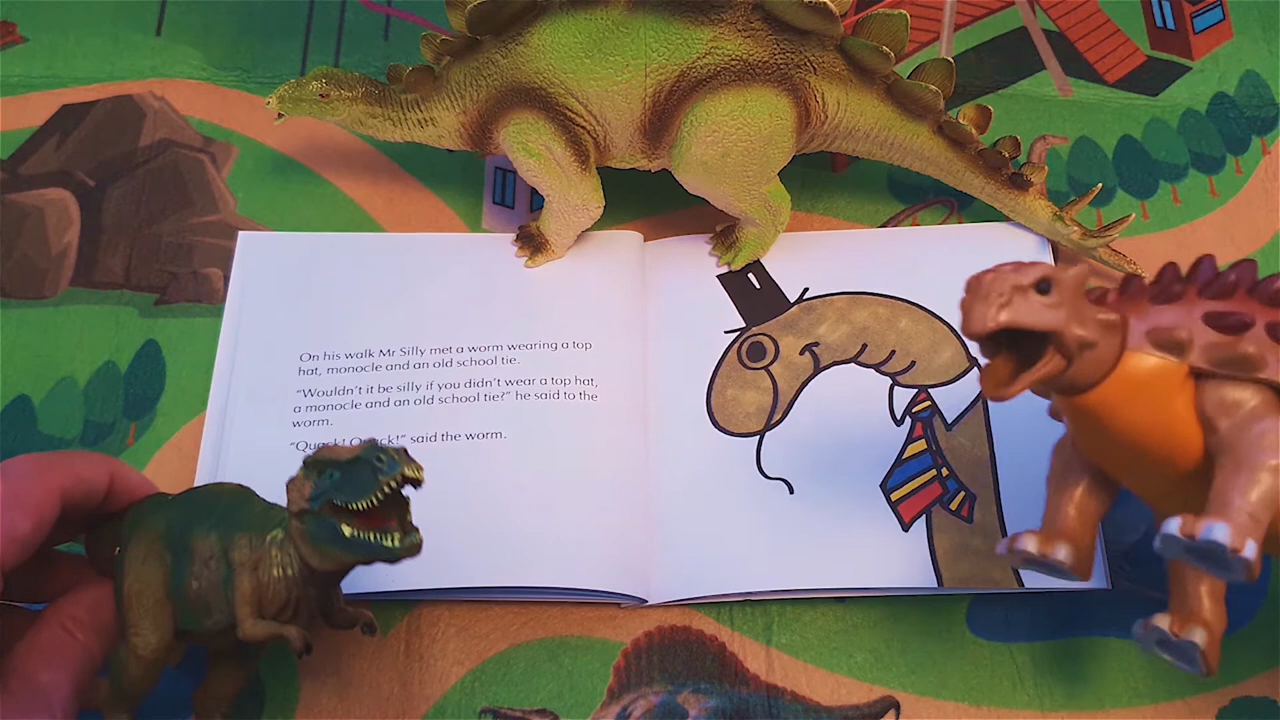 On his walk Mr Silly met a worm wearing a top
hat, monocle and an old school tie.
“Wouldn’t it be silly if you didn’t wear a top hat,
a monocle and an old school tie?” he said to the
worm.
“Quack! Quack!” said the worm.